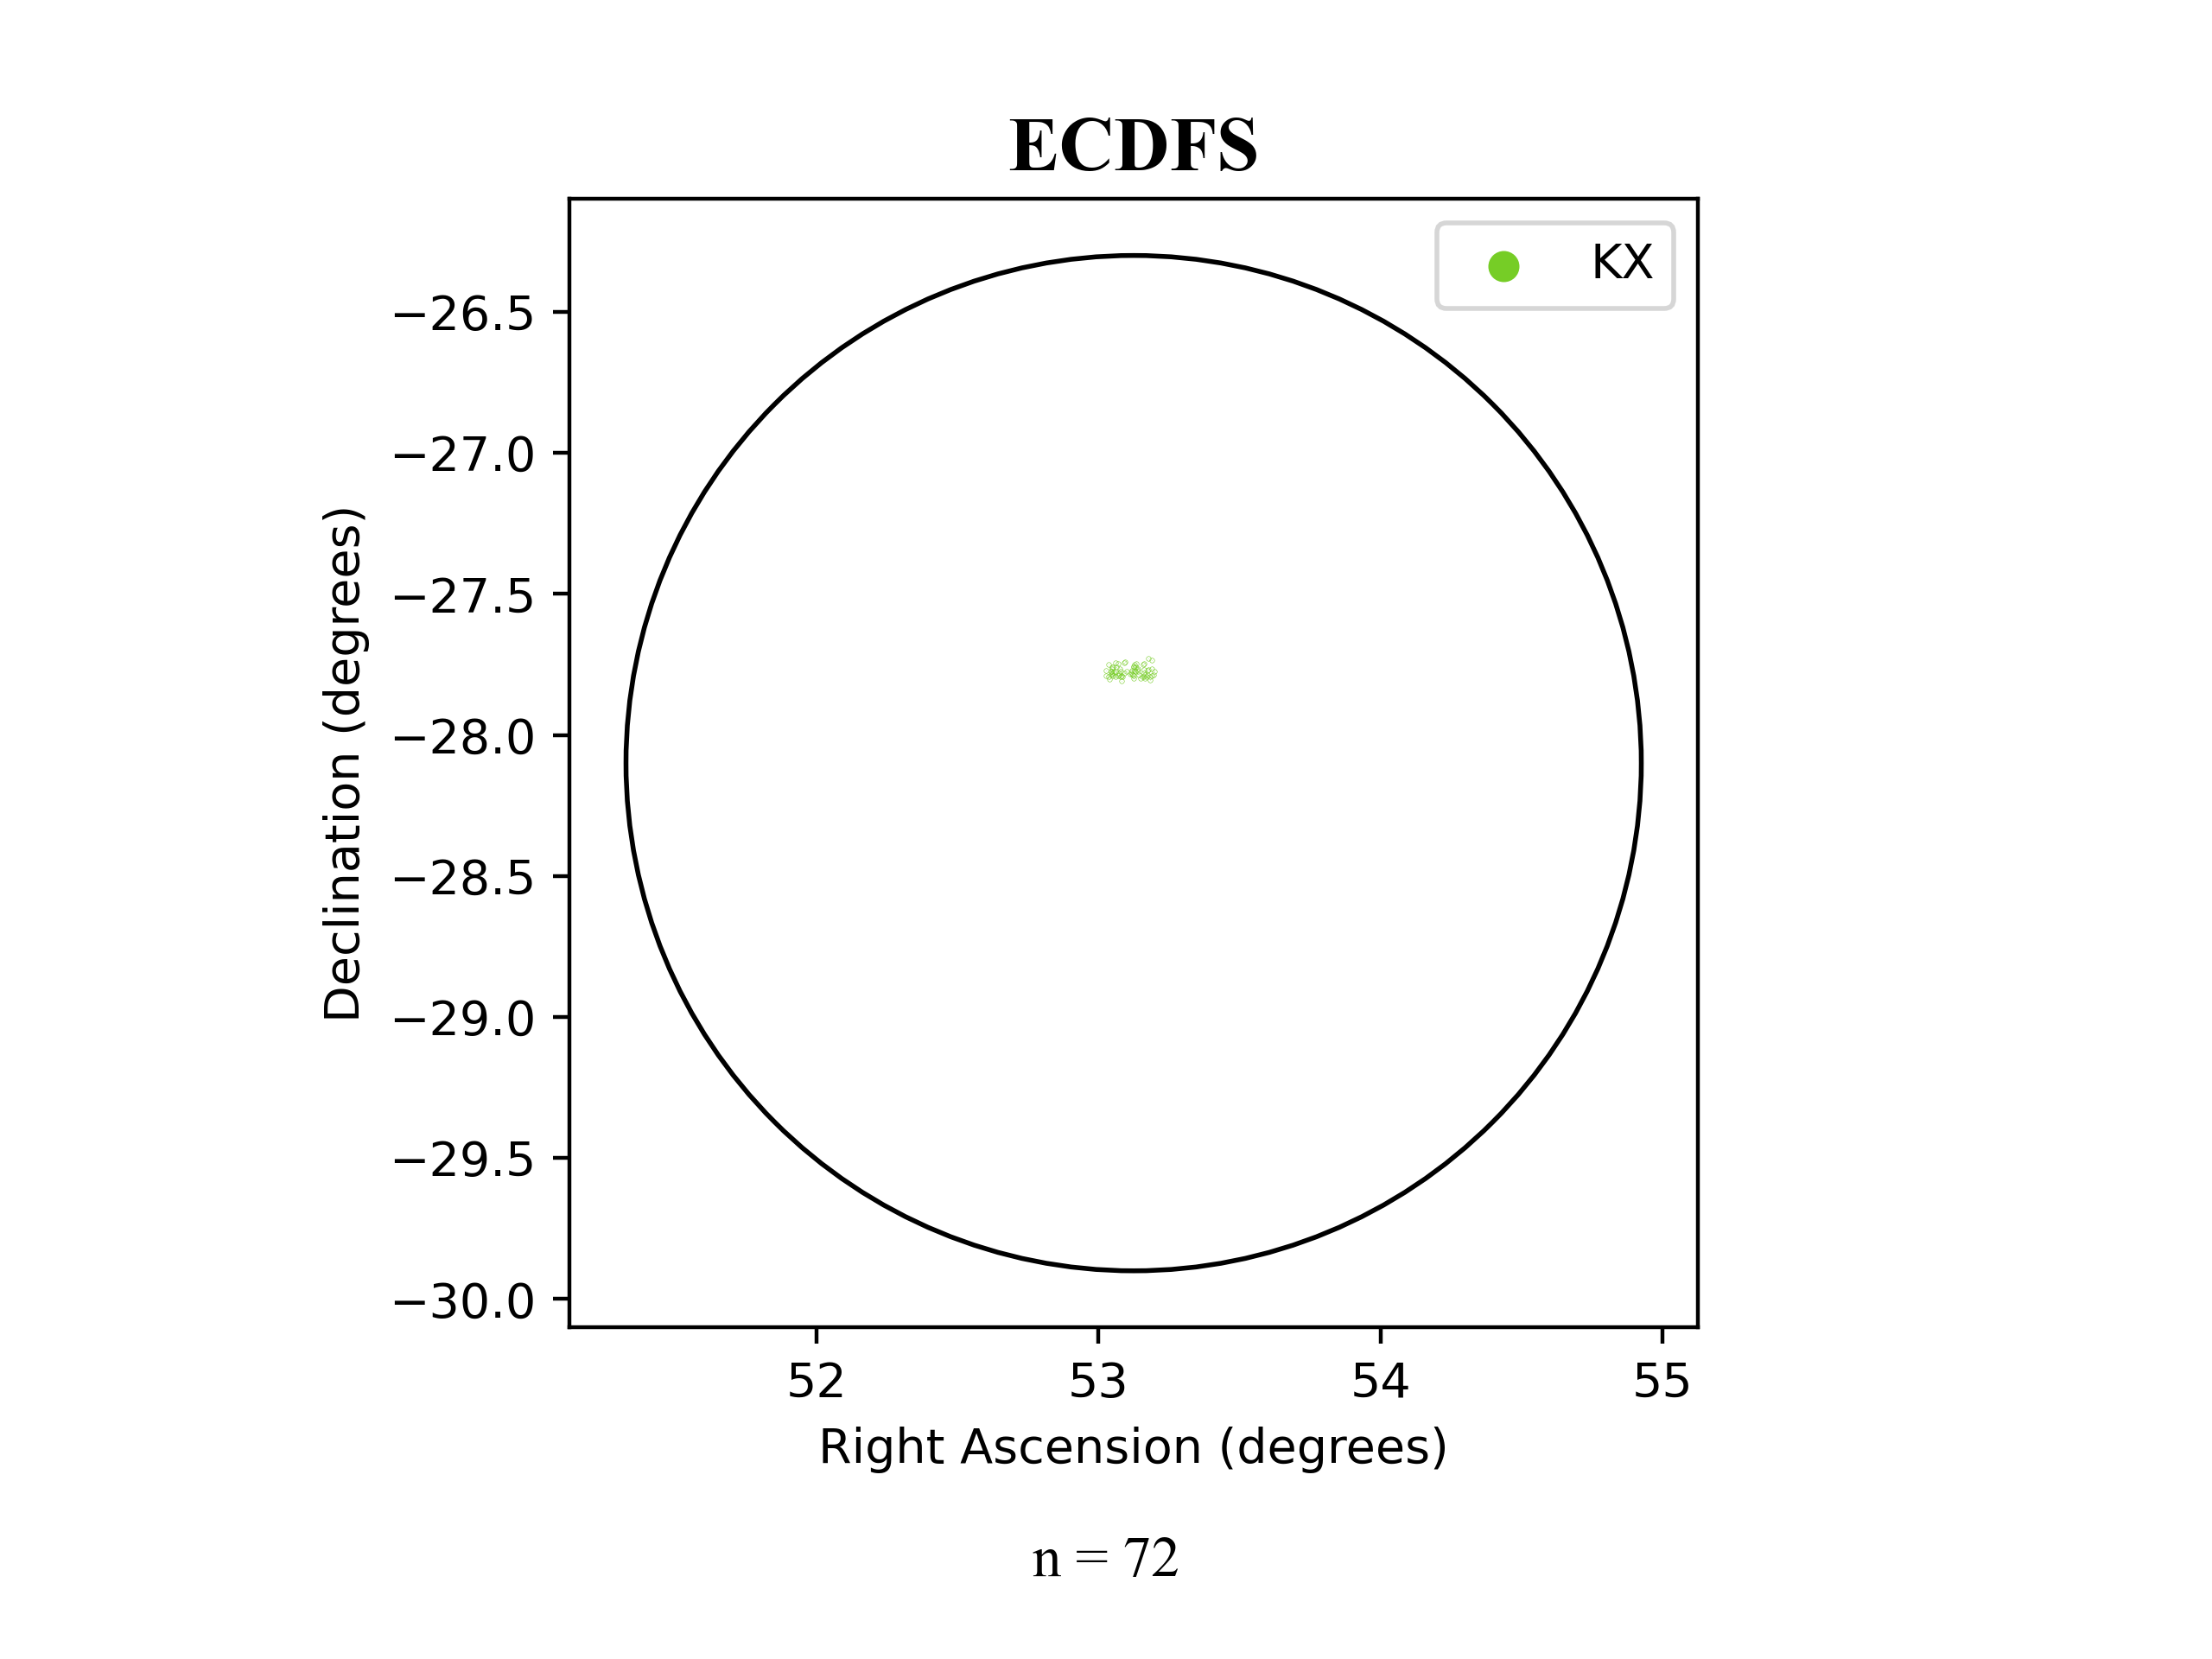 ECDFS
KX
−26.5
−27.0
−27.5
−28.0
−28.5
−29.0
−29.5
−30.0
Declination (degrees)
52 53 54 55
Right Ascension (degrees)
n = 72